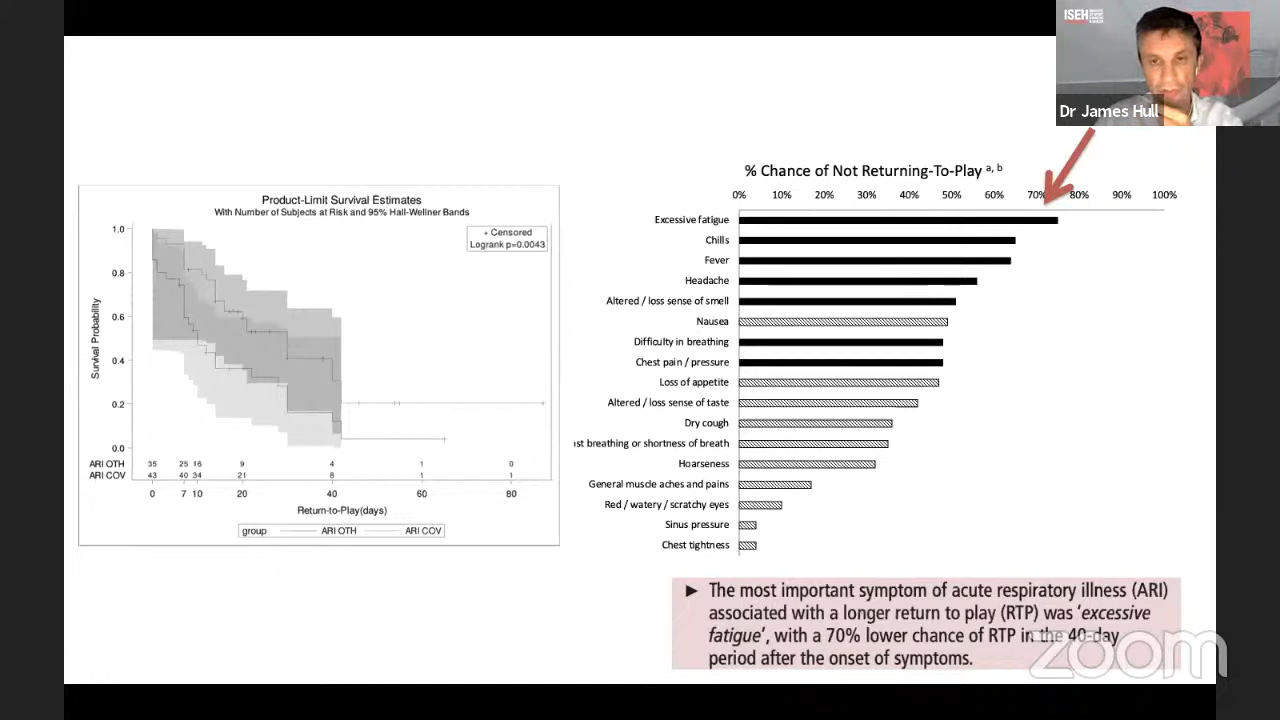 ISEH
Dr James Hull
Product-Limit Survival Estimates
With Number of Subjects at Risk and 95% Hall-Wellner Bands
+ Censored
Logrank p=0.0043
Survival Probability
1.0
0.8
0.6
0.4
0.2
0.0
ARI OTH 35 25 16 9 4 1 0
ARI COV 43 40 34 21 8 1 1
0 7 10 20 40 60 80
Return-to-Play(days)
group ARI OTH ARI COV
% Chance of Not Returning-To-Play a, b
0% 10% 20% 30% 40% 50% 60% 70% 80% 90% 100%
Excessive fatigue
Chills
Fever
Headache
Altered / loss sense of smell
Nausea
Difficulty in breathing
Chest pain / pressure
Loss of appetite
Altered / loss sense of taste
Dry cough
st breathing or shortness of breath
Hoarseness
General muscle aches and pains
Red / watery / scratchy eyes
Sinus pressure
Chest tightness
► The most important symptom of acute respiratory illness (ARI)
associated with a longer return to play (RTP) was ‘excessive
fatigue’, with a 70% lower chance of RTP in the 40-day
period after the onset of symptoms.
zoom